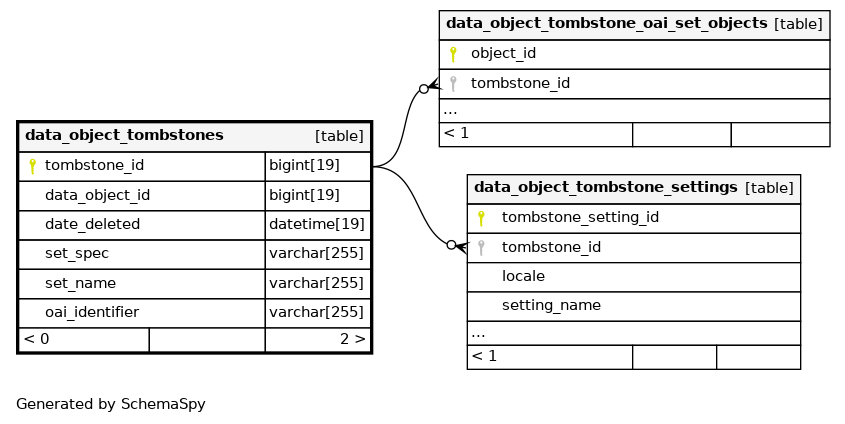 data_object_tombstone_oai_set_objects [table]
object_id
tombstone_id
...
< 1
data_object_tombstones [table]
tombstone_id bigint[19]
data_object_id bigint[19]
date_deleted datetime[19]
set_spec varchar[255]
set_name varchar[255]
oai_identifier varchar[255]
< 0 2 >
data_object_tombstone_settings [table]
tombstone_setting_id
tombstone_id
locale
setting_name
...
< 1
Generated by SchemaSpy